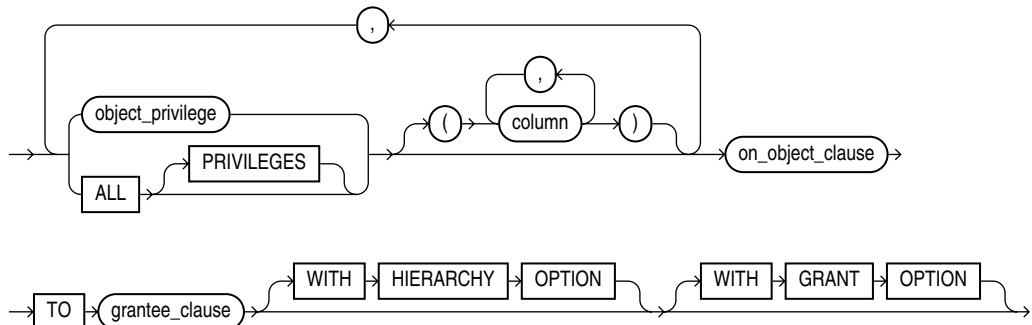 ,
,
object_privilege
( column )
PRIVILEGES
on_object_clause
ALL
WITH HIERARCHY OPTION WITH GRANT OPTION
TO grantee_clause